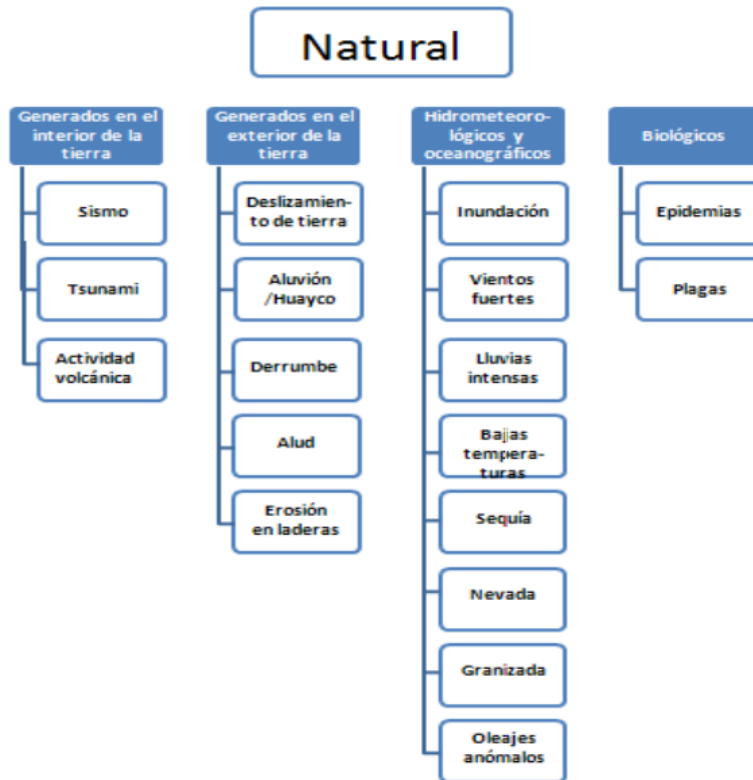 Natural
Generados en el
interior de la
tierra
Sismo
Tsunami
Actividad
volcánica
Generados en el
exterior de la
tierra
Deslizamien-
to de tierra
Aluvión
/Huayco
Derrumbe
Alud
Erosión
en laderas
Hidrometeoro-
lógicos y
oceanográficos
Inundación
Vientos
fuertes
Lluvias
intensas
Bajas
tempera-
turas
Sequía
Nevada
Granizada
Oleajes
anómalos
Biológicos
Epidemias
Plagas